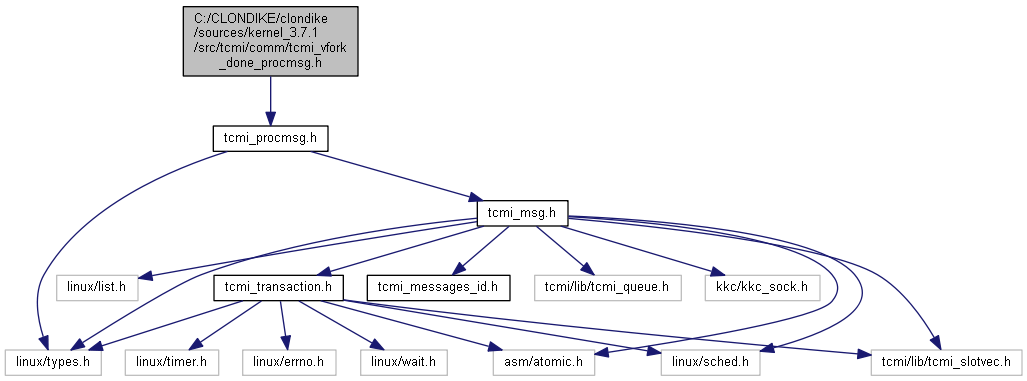 C:/CLONDIKE/clondike
/sources/kernel_3.7.1
/src/tcmi/comm/tcmi_vfork
_done_procmsg.h
tcmi_procmsg.h
tcmi_msg.h
linux/list.h
tcmi_transaction.h
tcmi_messages_id.h
tcmi/lib/tcmi_queue.h
kkc/kkc_sock.h
linux/types.h
linux/timer.h
linux/errno.h
linux/wait.h
asm/atomic.h
linux/sched.h
tcmi/lib/tcmi_slotvec.h